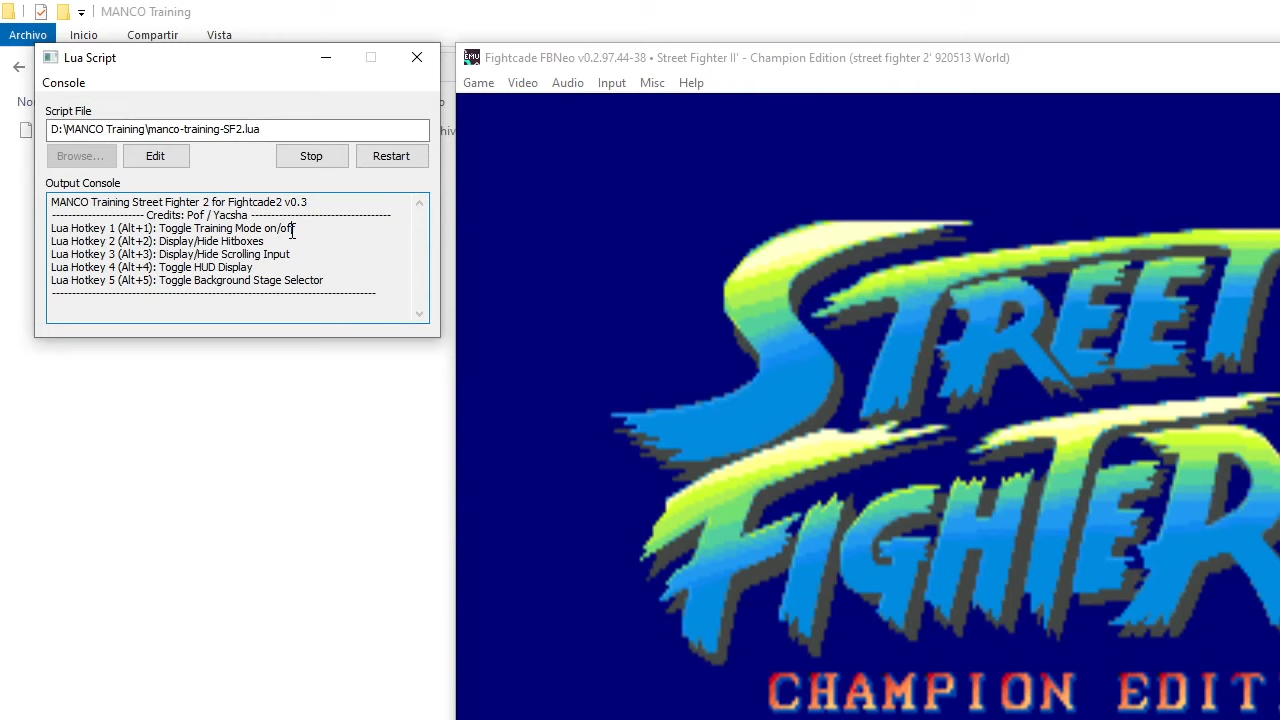 MANCO Training
Archivo Inicio Compartir Vista
Lua Script
Console
Script File
D:\MANCO Training\manco-training-SF2.lua
Browse... Edit Stop Restart
Output Console
MANCO Training Street Fighter 2 for Fightcade2 v0.3
----------------------- Credits: Pof / Yacsha -----------------------------------
Lua Hotkey 1 (Alt+1): Toggle Training Mode on/off
Lua Hotkey 2 (Alt+2): Display/Hide Hitboxes
Lua Hotkey 3 (Alt+3): Display/Hide Scrolling Input
Lua Hotkey 4 (Alt+4): Toggle HUD Display
Lua Hotkey 5 (Alt+5): Toggle Background Stage Selector
---------------------------------------------------------------------------------
Fightcade FBNeo v0.2.97.44-38 • Street Fighter II' - Champion Edition (street fighter 2' 920513 World)
Game Video Audio Input Misc Help
STREET
FIGHTER
CHAMPION EDIT